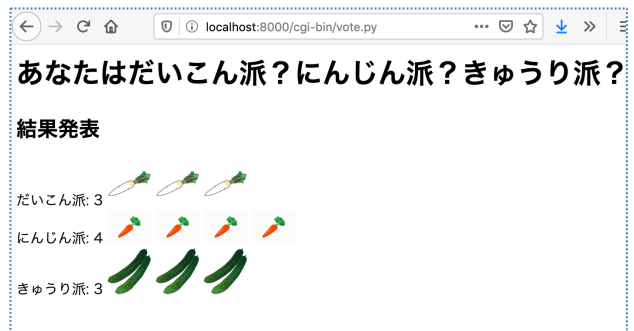 localhost:8000/cgi-bin/vote.py
あなたはだいこん派？にんじん派？きゅうり派？
結果発表
だいこん派: 3
にんじん派: 4
きゅうり派: 3